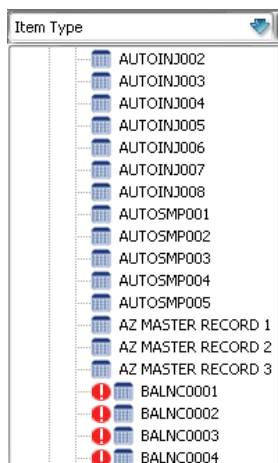 Item Type
AUTOINJ002
AUTOINJ003
AUTOINJ004
AUTOINJ005
AUTOINJ006
AUTOINJ007
AUTOINJ008
AUTOSMP001
AUTOSMP002
AUTOSMP003
AUTOSMP004
AUTOSMP005
AZ MASTER RECORD 1
AZ MASTER RECORD 2
AZ MASTER RECORD 3
BALNC0001
BALNC0002
BALNC0003
BALNC0004